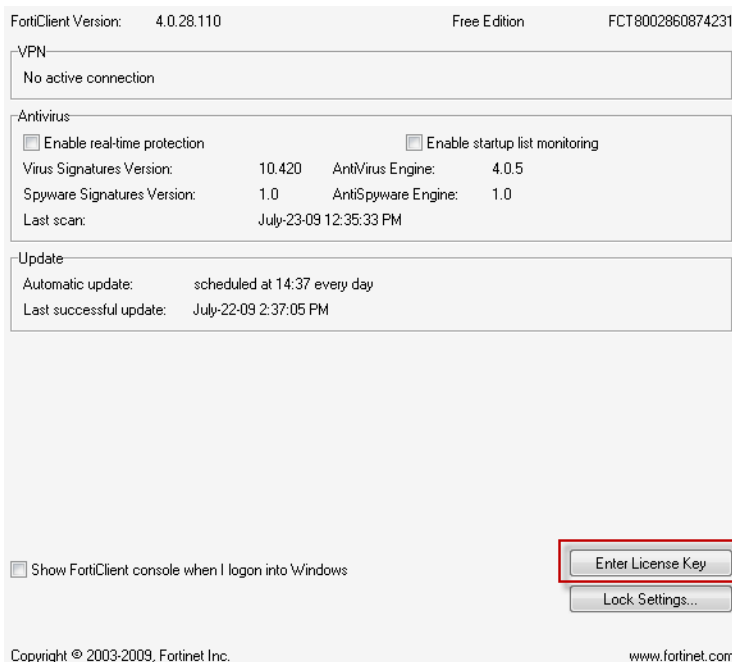 FortiClient Version: 4.0.28.110 Free Edition FCT8002860874231
VPN
No active connection
Antivirus
Enable real-time protection Enable startup list monitoring
Virus Signatures Version: 10.420 AntiVirus Engine: 4.0.5
Spyware Signatures Version: 1.0 AntiSpyware Engine: 1.0
Last scan: July-23-09 12:35:33 PM
Update
Automatic update: scheduled at 14:37 every day
Last successful update: July-22-09 2:37:05 PM
Enter License Key
Show FortiClient console when I logon into Windows
Lock Settings...
Copyright © 2003-2009, Fortinet Inc. www.fortinet.com